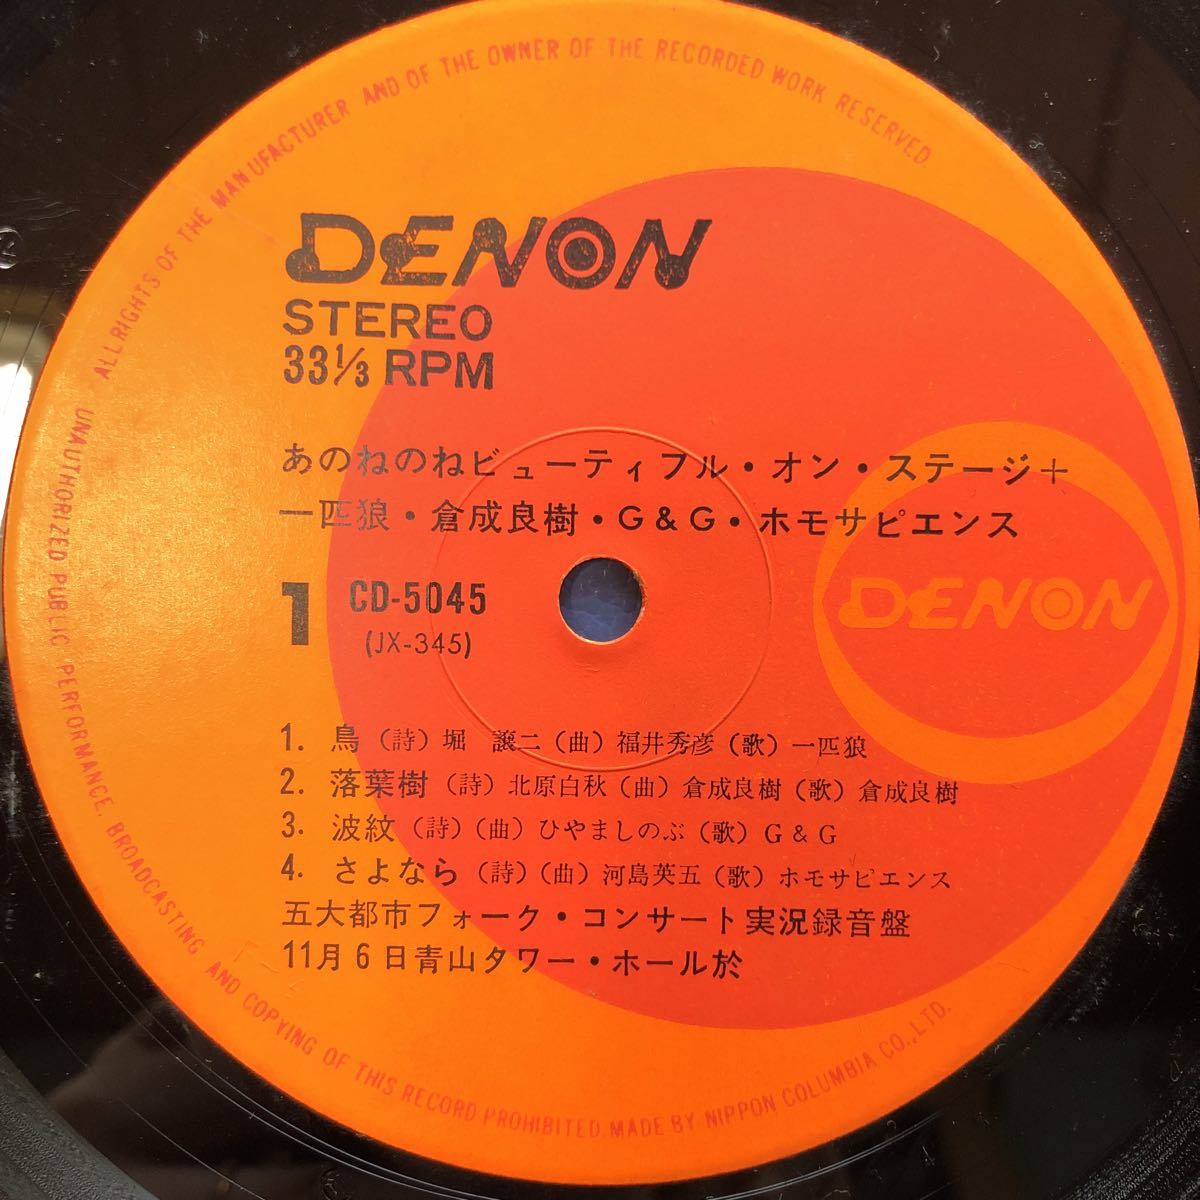 ALL RIGHTS OF THE MANUFACTURER AND OF THE OWNER OF THE RECORDED WORK RESERVED.
DENON
STEREO
33⅓ RPM
あのねのねビューティフル・オン・ステージ+
一匹狼・倉成良樹・G&G・ホモサピエンス
DENON
1 CD-5045
(JX-345)
1. 鳥（詩）堀 譲二（曲）福井秀彦（歌）一匹狼
2. 落葉樹（詩）北原白秋（曲）倉成良樹（歌）倉成良樹
3. 波紋（詩）（曲）ひやましのぶ（歌）G&G
4. さよなら（詩）（曲）河島英五（歌）ホモサピエンス
五大都市フォーク・コンサート実況録音盤
11月6日青山タワー・ホール於
UNAUTHORIZED PUBLIC PERFORMANCE. BROADCASTING AND COPYING OF THIS RECORD PROHIBITED. MADE BY NIPPON COLUMBIA CO., LTD.